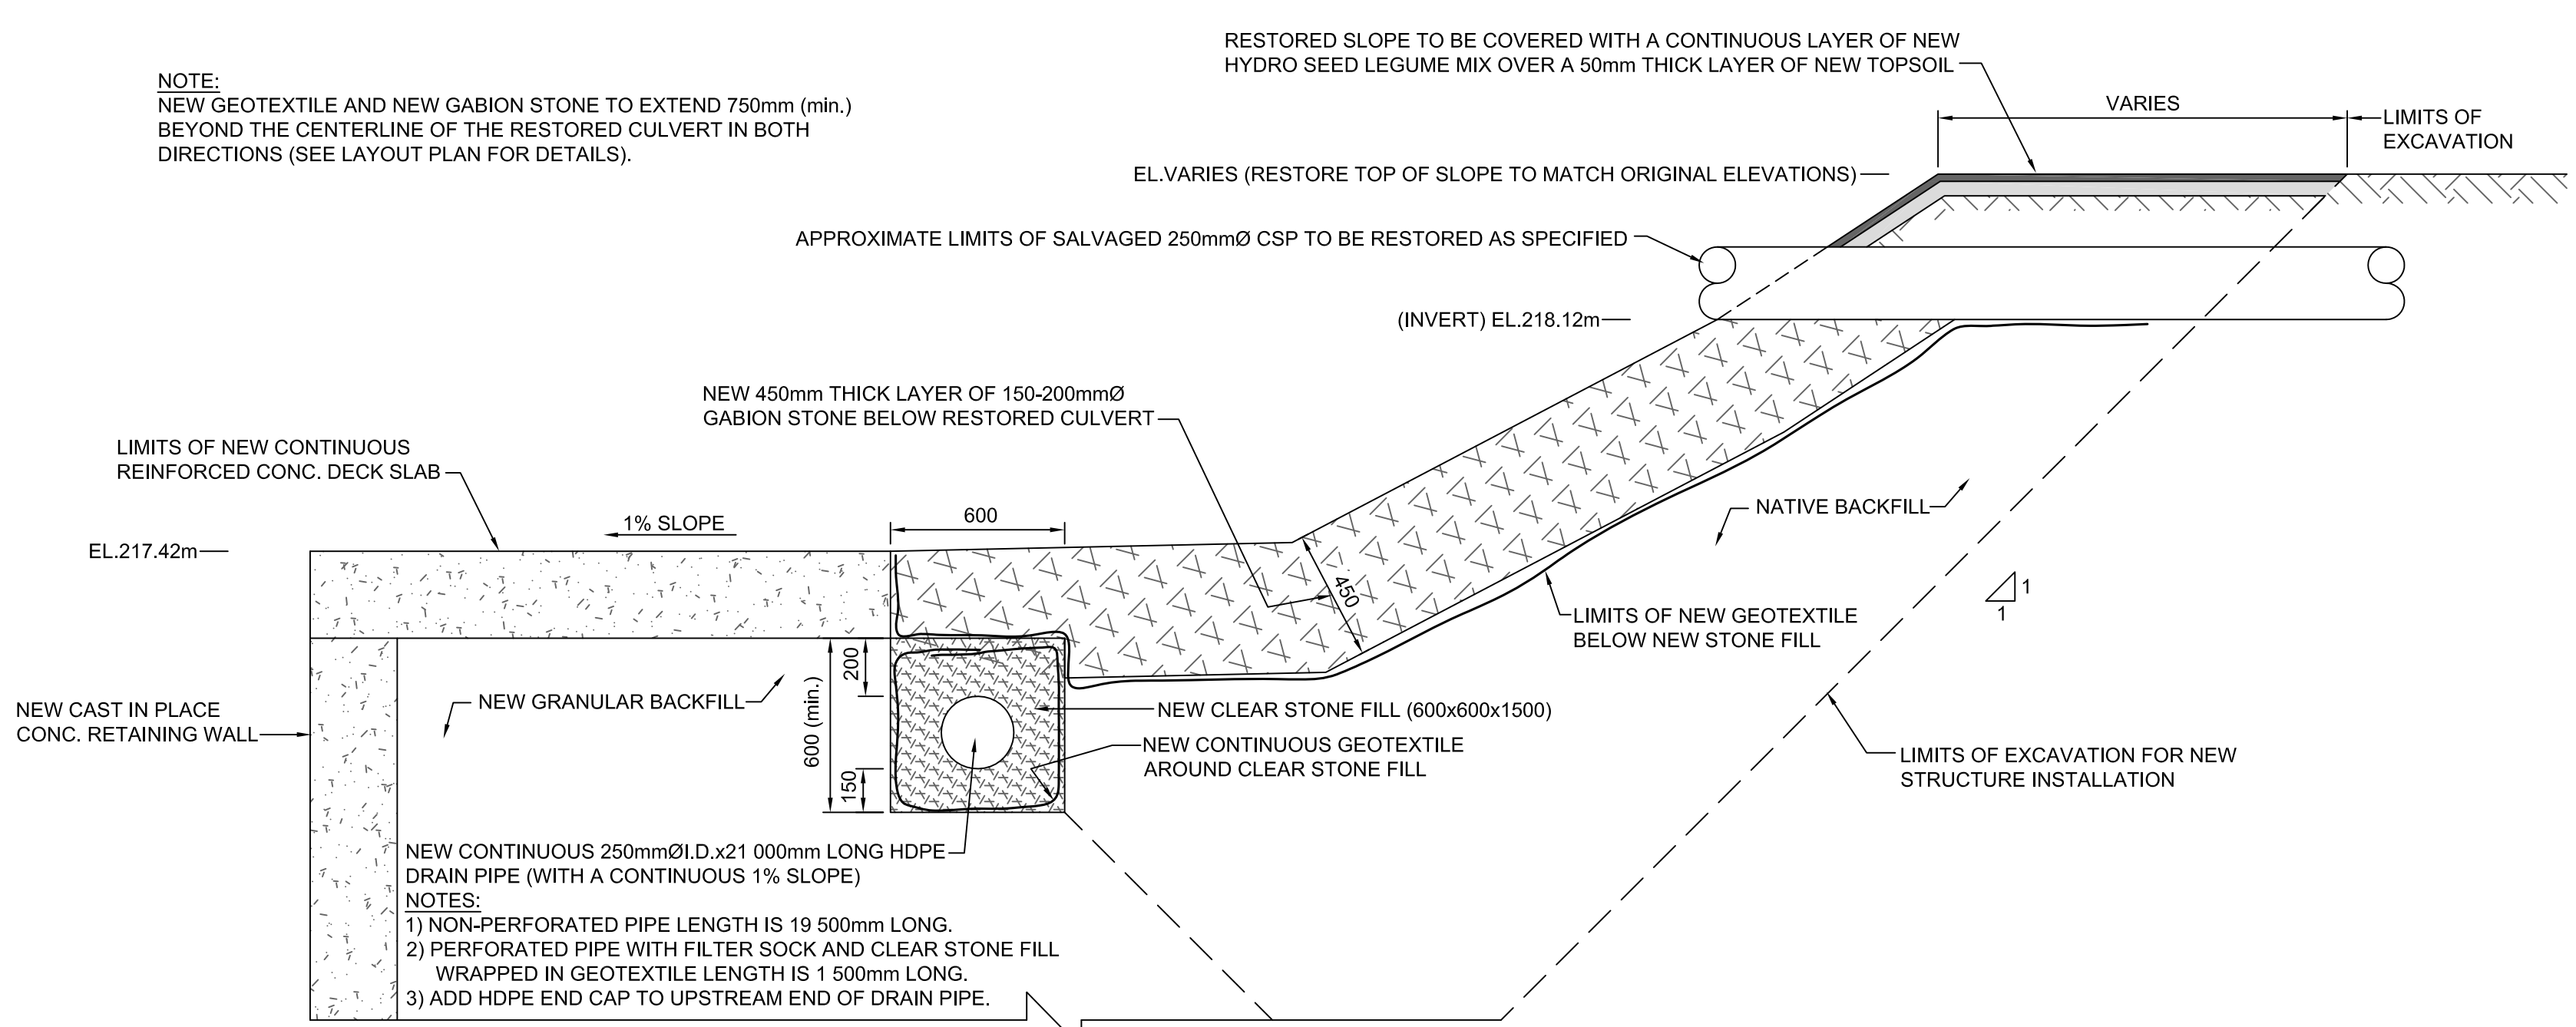 RESTORED SLOPE TO BE COVERED WITH A CONTINUOUS LAYER OF NEW
HYDRO SEED LEGUME MIX OVER A 50mm THICK LAYER OF NEW TOPSOIL
NOTE:
NEW GEOTEXTILE AND NEW GABION STONE TO EXTEND 750mm (min.)
BEYOND THE CENTERLINE OF THE RESTORED CULVERT IN BOTH
DIRECTIONS (SEE LAYOUT PLAN FOR DETAILS).
VARIES
LIMITS OF
EXCAVATION
EL.VARIES (RESTORE TOP OF SLOPE TO MATCH ORIGINAL ELEVATIONS)
APPROXIMATE LIMITS OF SALVAGED 250mmØ CSP TO BE RESTORED AS SPECIFIED
(INVERT) EL.218.12m
NEW 450mm THICK LAYER OF 150-200mmØ
GABION STONE BELOW RESTORED CULVERT
LIMITS OF NEW CONTINUOUS
REINFORCED CONC. DECK SLAB
1% SLOPE
600
EL.217.42m
450
NATIVE BACKFILL
1
1
LIMITS OF NEW GEOTEXTILE
BELOW NEW STONE FILL
200
600 (min.)
150
NEW GRANULAR BACKFILL
NEW CAST IN PLACE
CONC. RETAINING WALL
NEW CLEAR STONE FILL (600x600x1500)
NEW CONTINUOUS GEOTEXTILE
AROUND CLEAR STONE FILL
LIMITS OF EXCAVATION FOR NEW
STRUCTURE INSTALLATION
NEW CONTINUOUS 250mmØI.D.x21 000mm LONG HDPE
DRAIN PIPE (WITH A CONTINUOUS 1% SLOPE)
NOTES:
1) NON-PERFORATED PIPE LENGTH IS 19 500mm LONG.
2) PERFORATED PIPE WITH FILTER SOCK AND CLEAR STONE FILL
WRAPPED IN GEOTEXTILE LENGTH IS 1 500mm LONG.
3) ADD HDPE END CAP TO UPSTREAM END OF DRAIN PIPE.